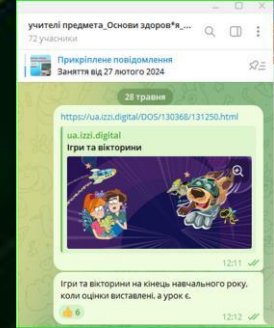 учителі предмета_Основи здоров*я_...
72 учасники
Прикріплене повідомлення
Заняття від 27 лютого 2024
28 травня
https://ua.izzi.digital/DOS/130368/131250.html
ua.izzi.digital
Ігри та вікторини
12:11
Ігри та вікторини на кінець навчального року,
коли оцінки виставлені, а урок є.
👍 6
12:12